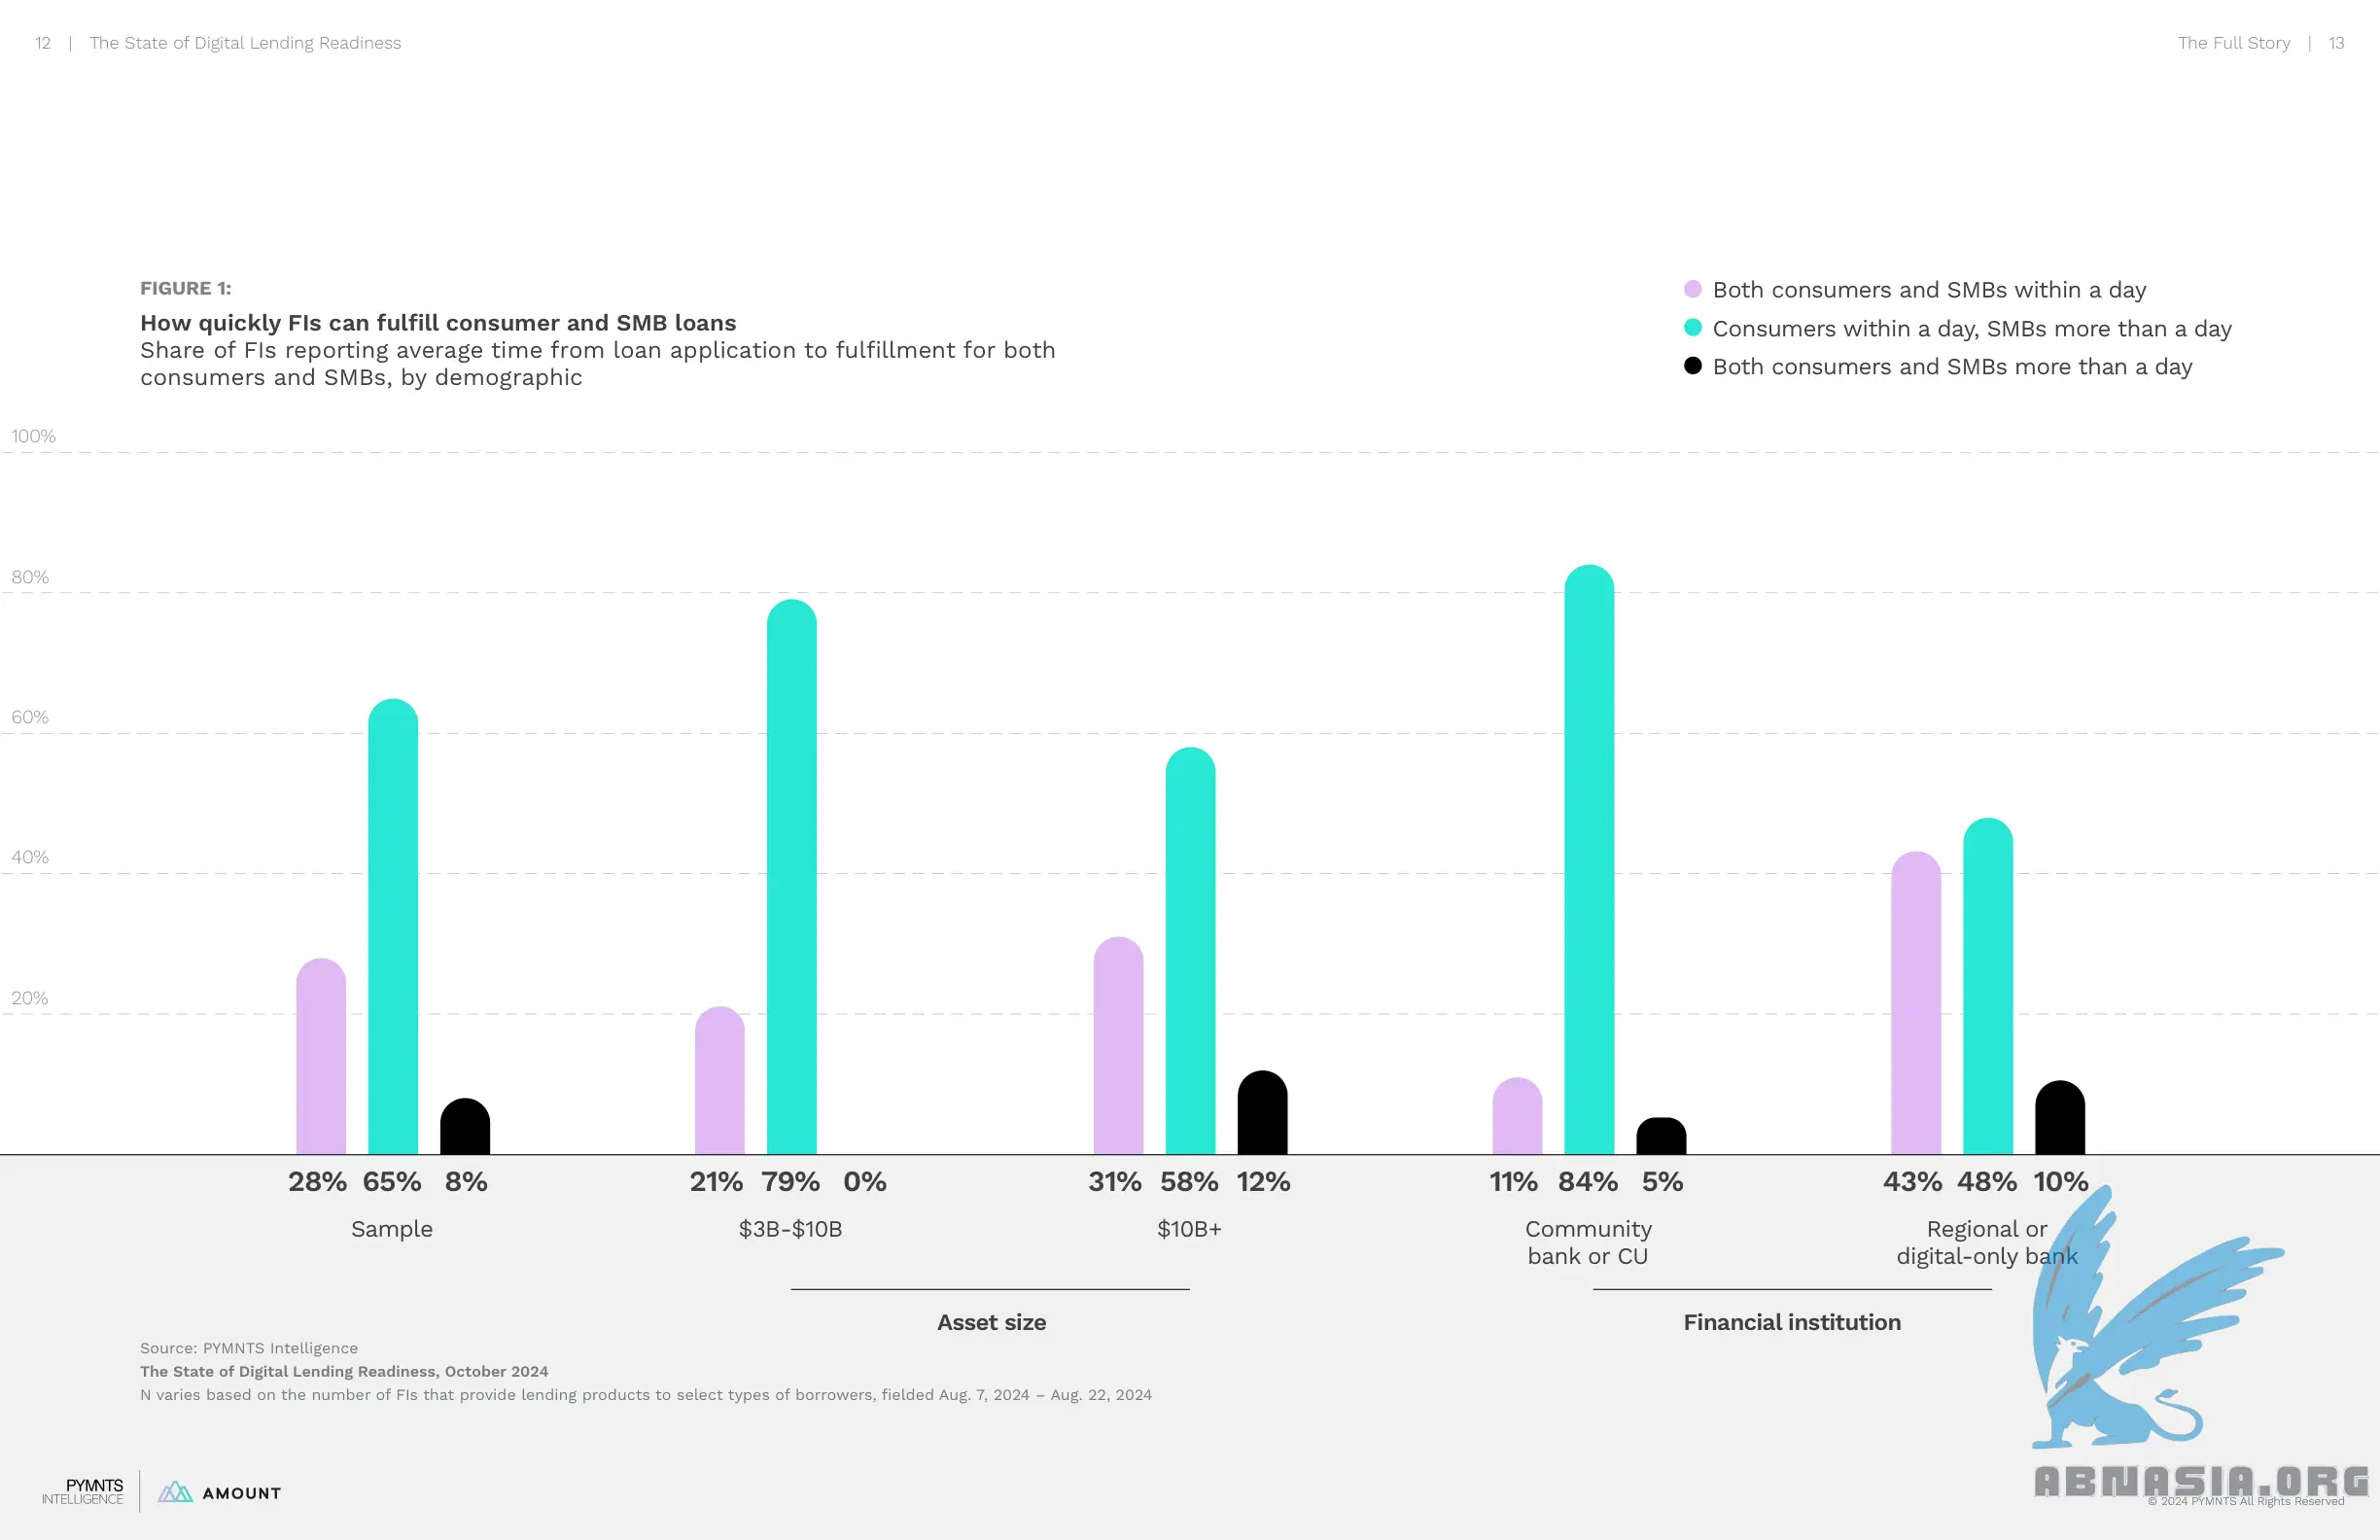 12 | The State of Digital Lending Readiness
The Full Story | 13
FIGURE 1:
How quickly FIs can fulfill consumer and SMB loans
Share of FIs reporting average time from loan application to fulfillment for both
consumers and SMBs, by demographic
Both consumers and SMBs within a day
Consumers within a day, SMBs more than a day
Both consumers and SMBs more than a day
100%
80%
60%
40%
20%
28% 65% 8%
21% 79% 0%
31% 58% 12%
11% 84% 5%
43% 48% 10%
Sample
$3B-$10B
$10B+
Community
bank or CU
Regional or
digital-only bank
Asset size
Financial institution
Source: PYMNTS Intelligence
The State of Digital Lending Readiness, October 2024
N varies based on the number of FIs that provide lending products to select types of borrowers, fielded Aug. 7, 2024 – Aug. 22, 2024
PYMNTS
INTELLIGENCE
AMOUNT
ABNASIA.ORG
© 2024 PYMNTS All Rights Reserved